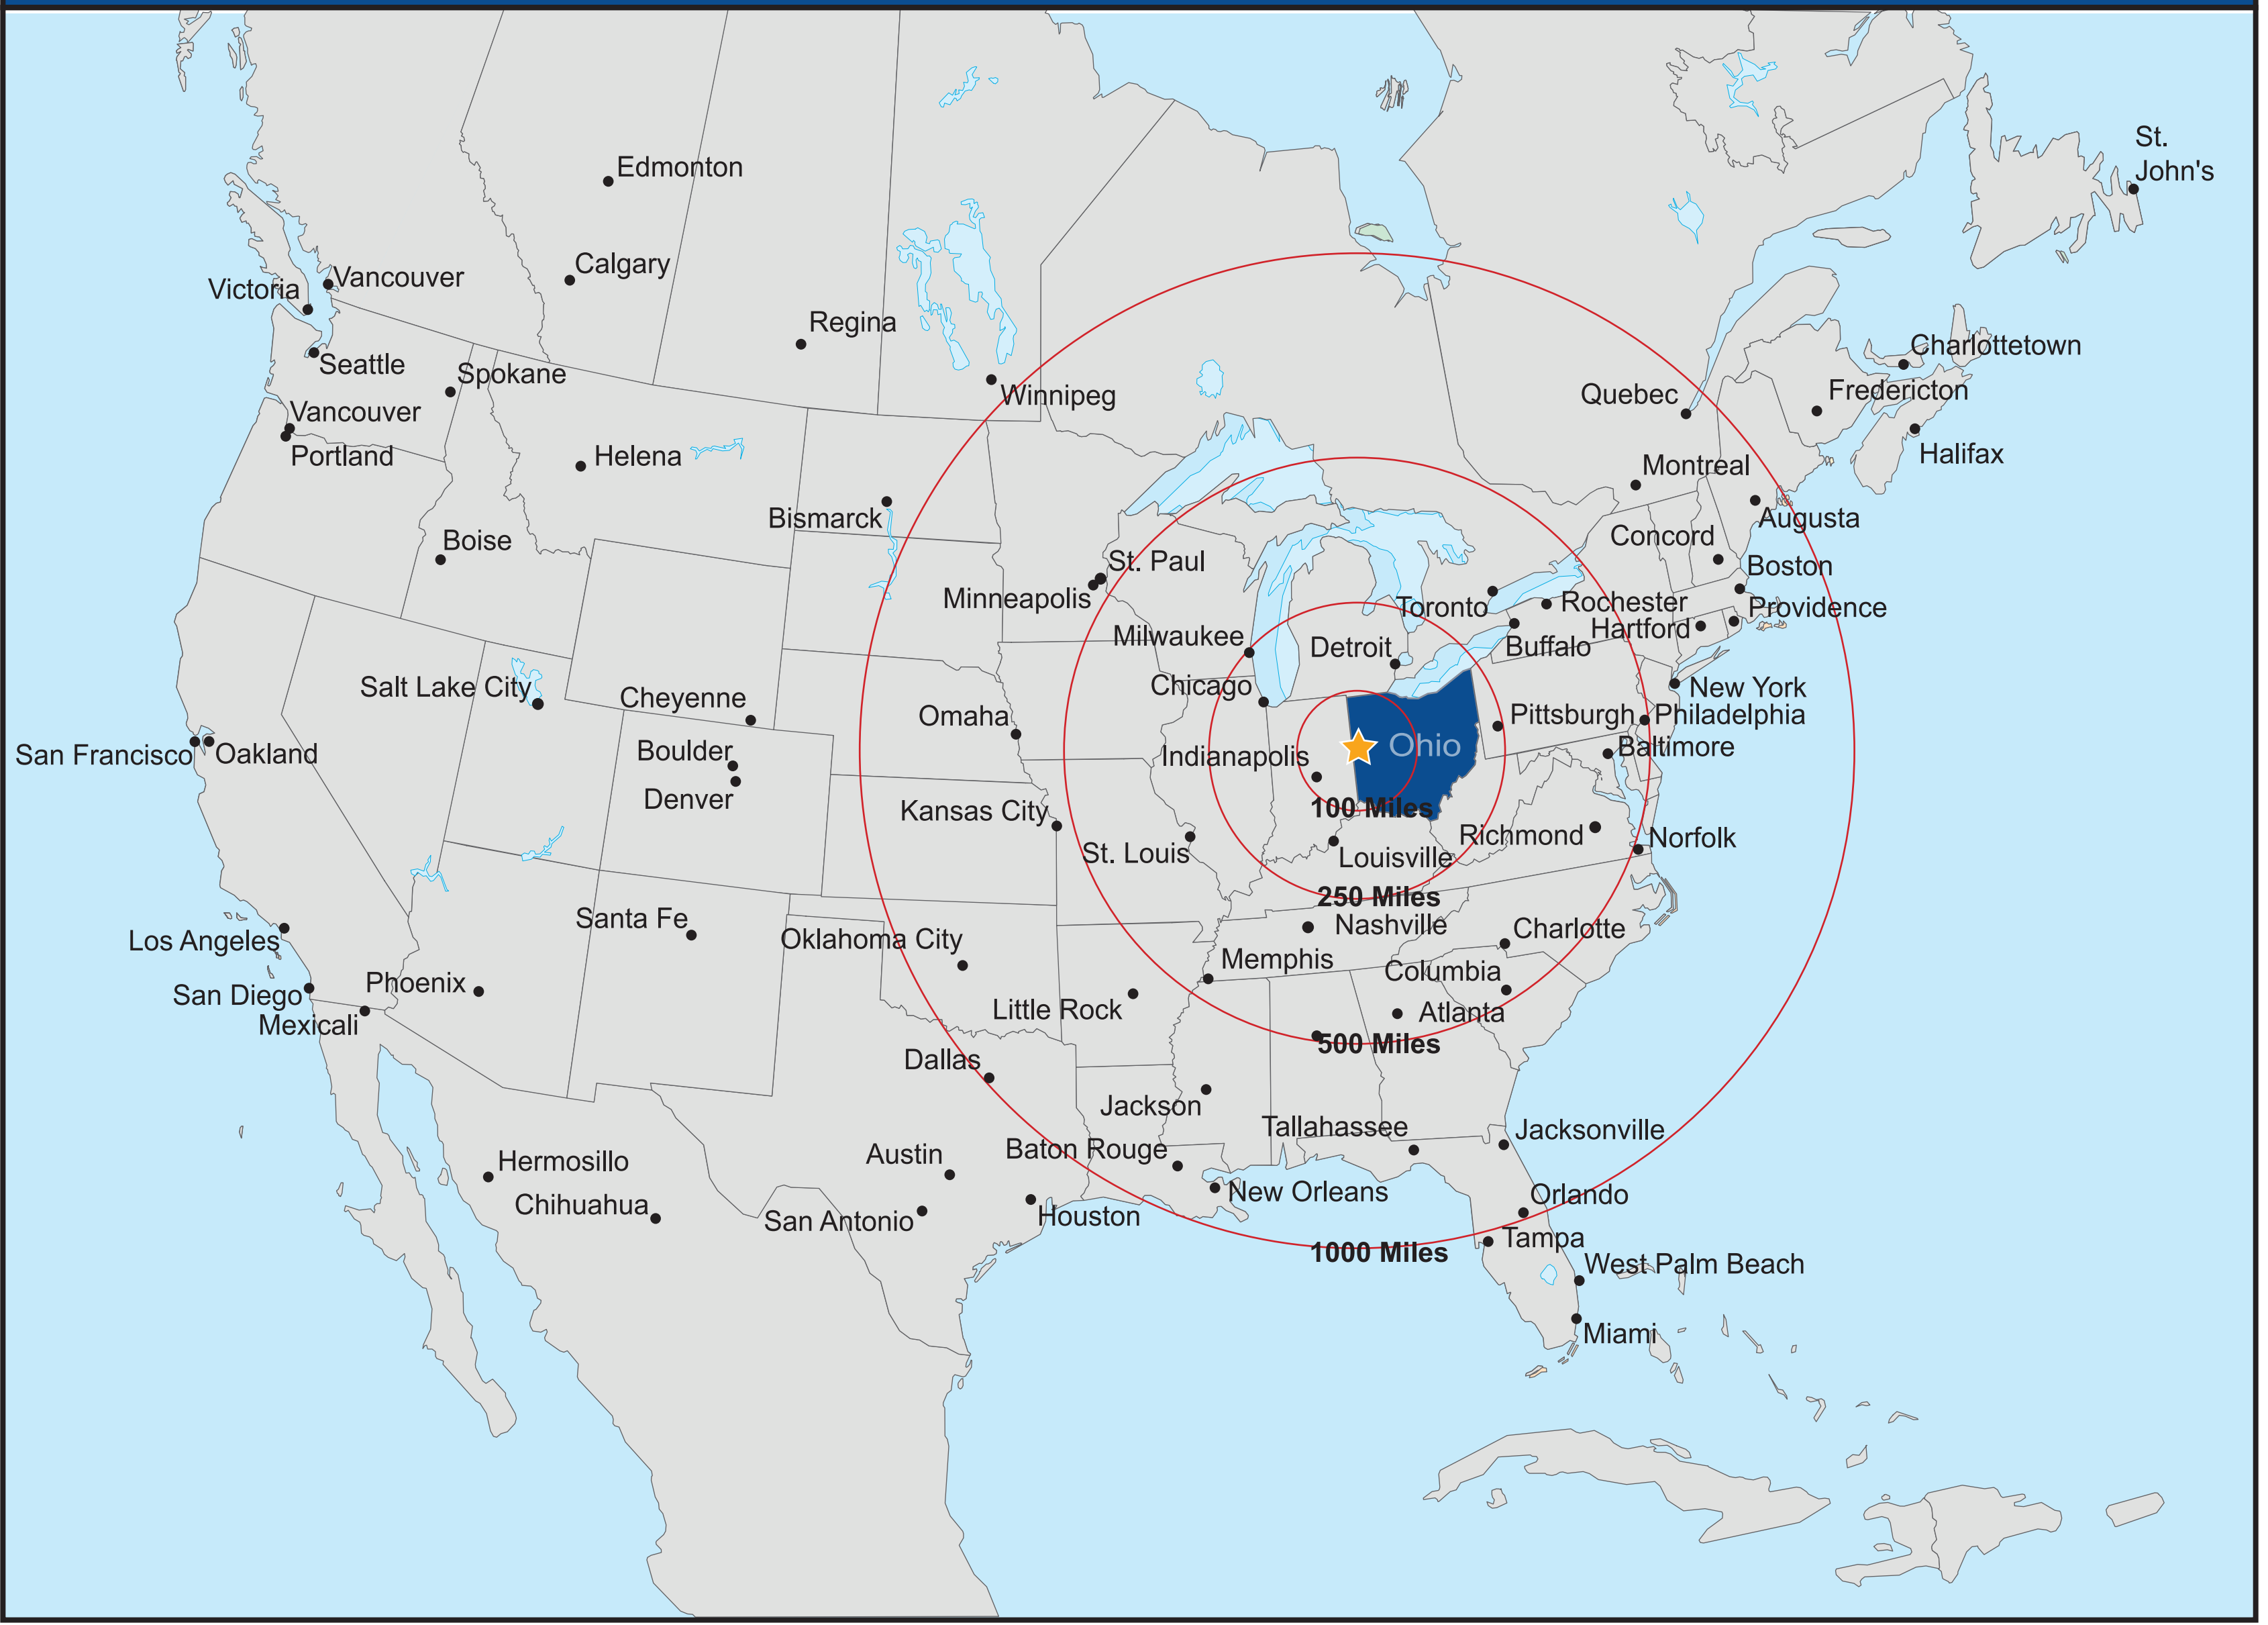 St.
John's
Edmonton
Calgary
Vancouver
Victoria
Regina
Charlottetown
Seattle
Spokane
Winnipeg
Quebec
Fredericton
Vancouver
Portland
Helena
Halifax
Montreal
Bismarck
Augusta
Boise
Concord
St. Paul
Boston
Minneapolis
Toronto
Rochester
Providence
Hartford
Milwaukee
Detroit
Buffalo
Salt Lake City
Cheyenne
Chicago
New York
Omaha
Pittsburgh
Philadelphia
San Francisco
Oakland
Boulder
Indianapolis
Ohio
Baltimore
Denver
Kansas City
100 Miles
St. Louis
Louisville
Richmond
Norfolk
250 Miles
Santa Fe
Nashville
Charlotte
Los Angeles
Oklahoma City
Memphis
Columbia
Phoenix
San Diego
Little Rock
Atlanta
Mexicali
500 Miles
Dallas
Jackson
Tallahassee
Jacksonville
Hermosillo
Austin
Baton Rouge
Chihuahua
New Orleans
Orlando
San Antonio
Houston
Tampa
1000 Miles
West Palm Beach
Miami